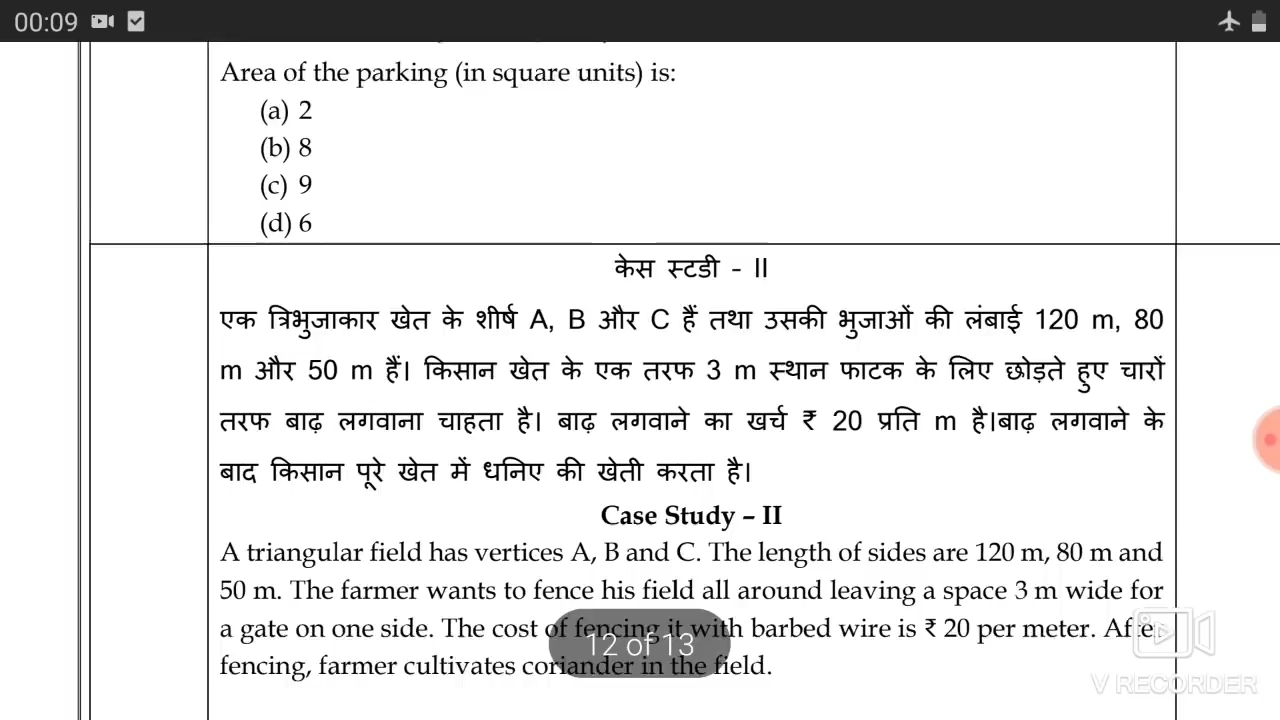 00:09
Area of the parking (in square units) is:
(a) 2
(b) 8
(c) 9
(d) 6
केस स्टडी - II
एक त्रिभुजाकार खेत के शीर्ष A, B और C हैं तथा उसकी भुजाओं की लंबाई 120 m, 80
m और 50 m हैं। किसान खेत के एक तरफ 3 m स्थान फाटक के लिए छोड़ते हुए चारों
तरफ बाढ़ लगवाना चाहता है। बाढ़ लगवाने का खर्च ₹ 20 प्रति m है।बाढ़ लगवाने के
बाद किसान पूरे खेत में धनिए की खेती करता है।
Case Study – II
A triangular field has vertices A, B and C. The length of sides are 120 m, 80 m and
50 m. The farmer wants to fence his field all around leaving a space 3 m wide for
a gate on one side. The cost of fencing it with barbed wire is ₹ 20 per meter. After
12 of 13
fencing, farmer cultivates coriander in the field.
V RECORDER